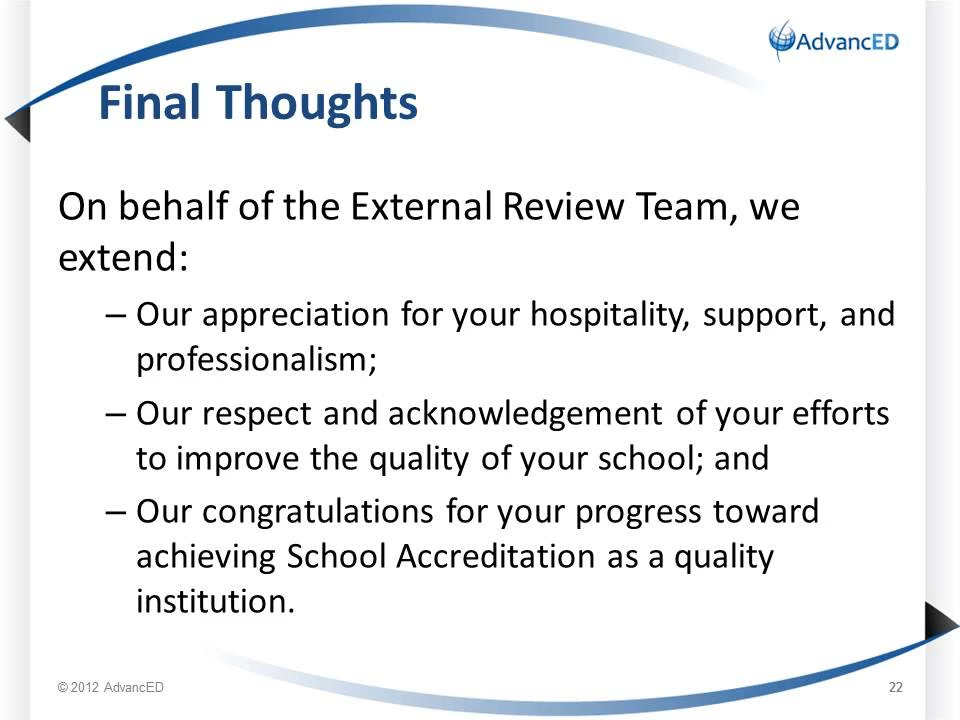 AdvancED
Final Thoughts
On behalf of the External Review Team, we
extend:
– Our appreciation for your hospitality, support, and
professionalism;
– Our respect and acknowledgement of your efforts
to improve the quality of your school; and
– Our congratulations for your progress toward
achieving School Accreditation as a quality
institution.
© 2012 AdvancED
22